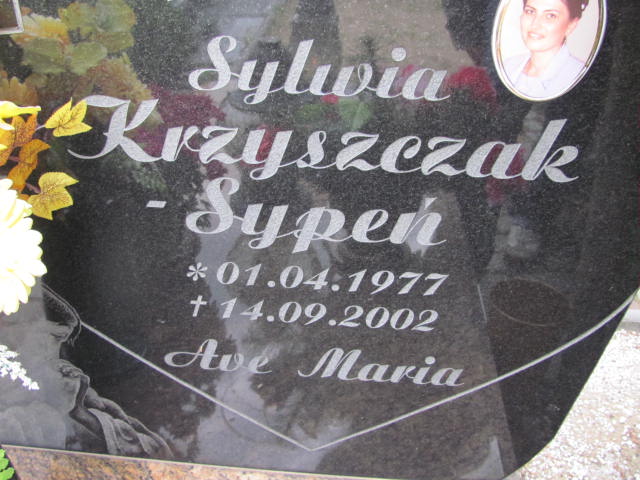 Sylwia
Krzyszczak
- Sypeń
* 01.04.1977
† 14.09.2002
Ave Maria